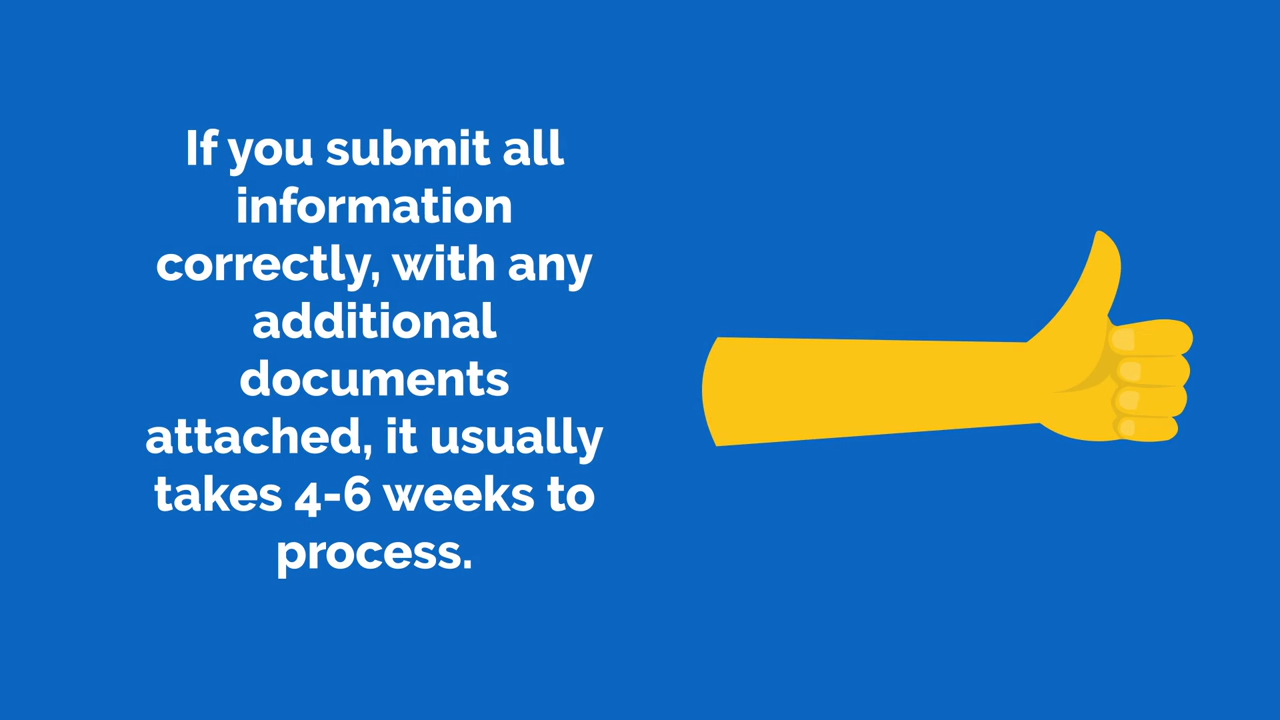 If you submit all
information
correctly, with any
additional
documents
attached, it usually
takes 4-6 weeks to
process.